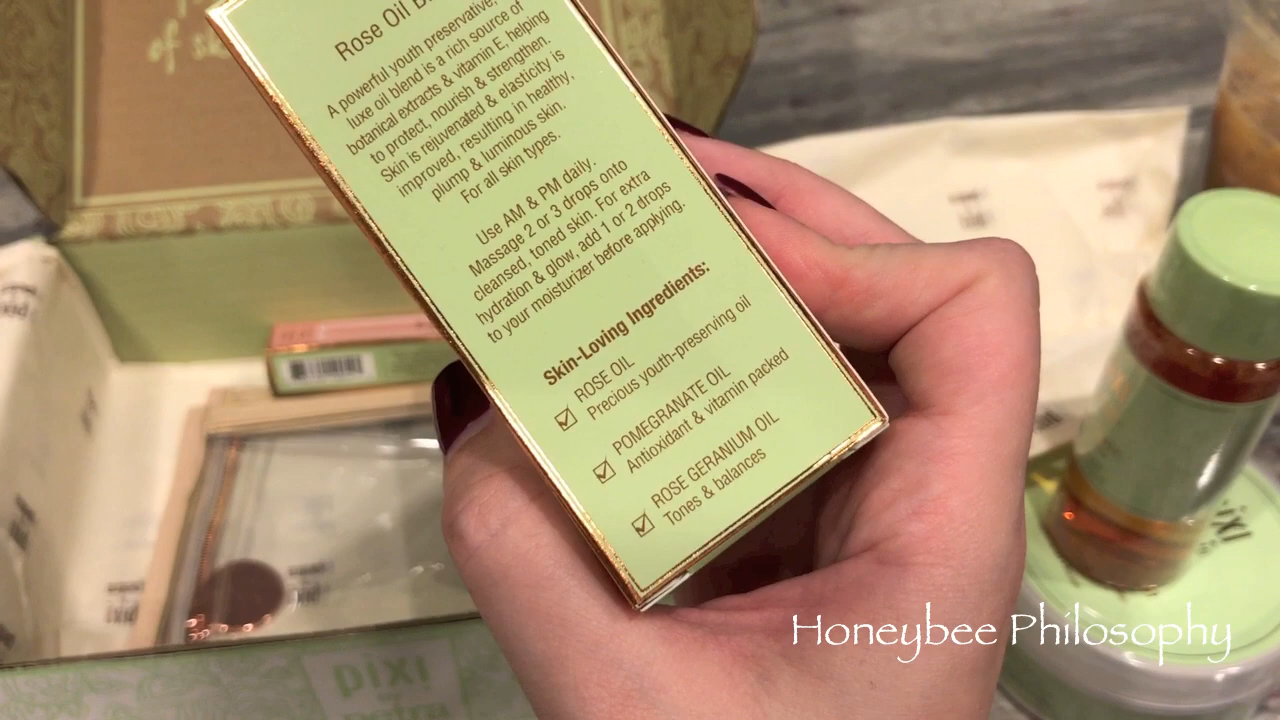 of
Rose Oil
A powerful youth preservative,
luxe oil blend is a rich source of
botanical extracts & vitamin E, helping
to protect, nourish & strengthen.
Skin is rejuvenated & elasticity is
improved, resulting in healthy,
plump & luminous skin.
For all skin types.
Use AM & PM daily.
Massage 2 or 3 drops onto
cleansed, toned skin. For extra
hydration & glow, add 1 or 2 drops
to your moisturizer before applying.
Skin-Loving Ingredients:
ROSE OIL
Precious youth-preserving oil
POMEGRANATE OIL
Antioxidant & vitamin packed
ROSE GERANIUM OIL
Tones & balances
pixi
pixi
Honeybee Philosophy